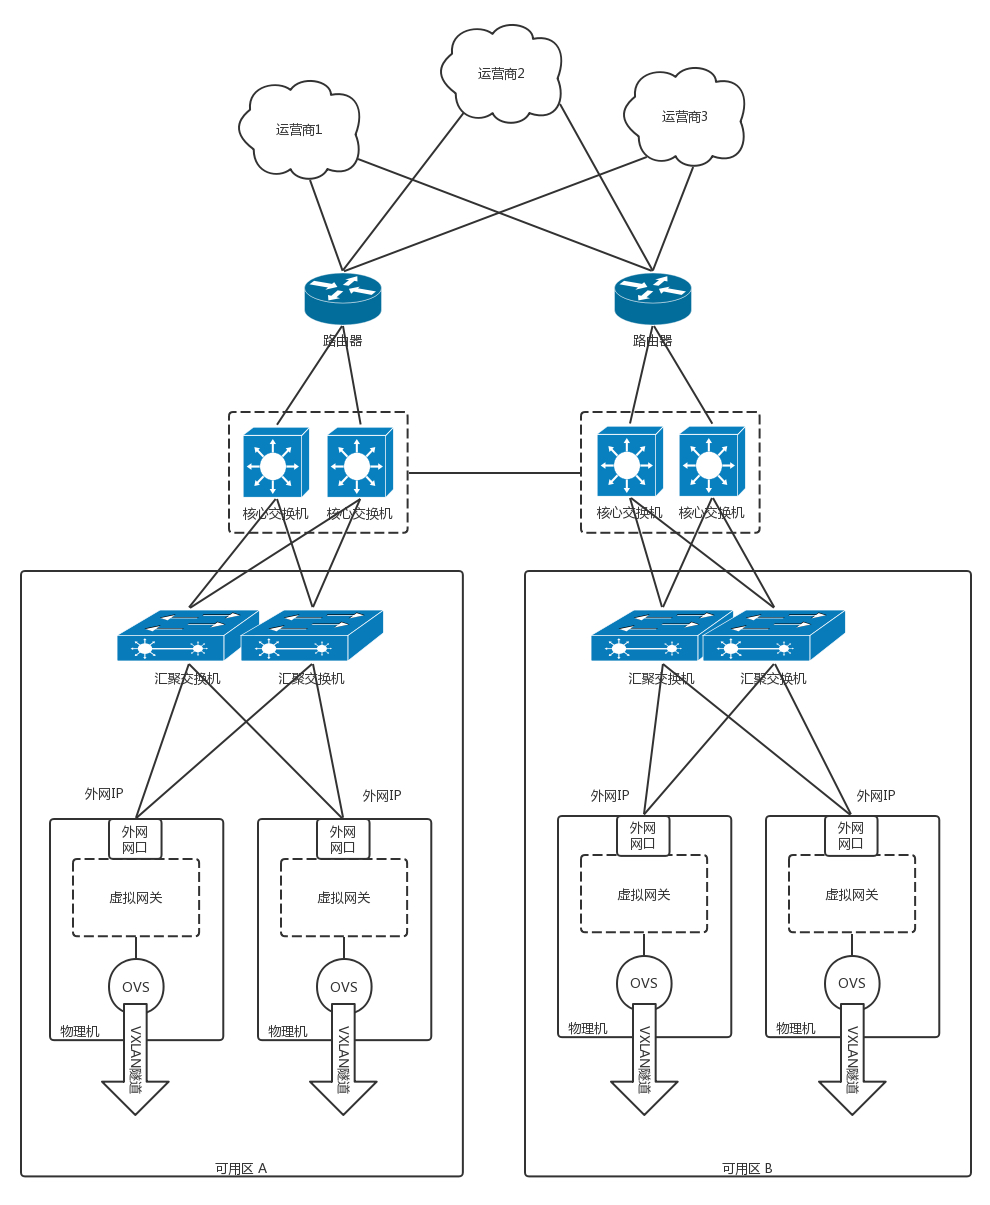 运营商2
运营商3
运营商1
路由器
路由器
核心交换机
核心交换机
核心交换机
核心交换机
汇聚交换机
汇聚交换机
汇聚交换机
汇聚交换机
外网IP
外网IP
外网IP
外网IP
外网
网口
外网
网口
外网
网口
外网
网口
虚拟网关
虚拟网关
虚拟网关
虚拟网关
OVS
OVS
OVS
OVS
物理机
物理机
物理机
物理机
VXLAN隧道
VXLAN隧道
VXLAN隧道
VXLAN隧道
可用区 A
可用区 B